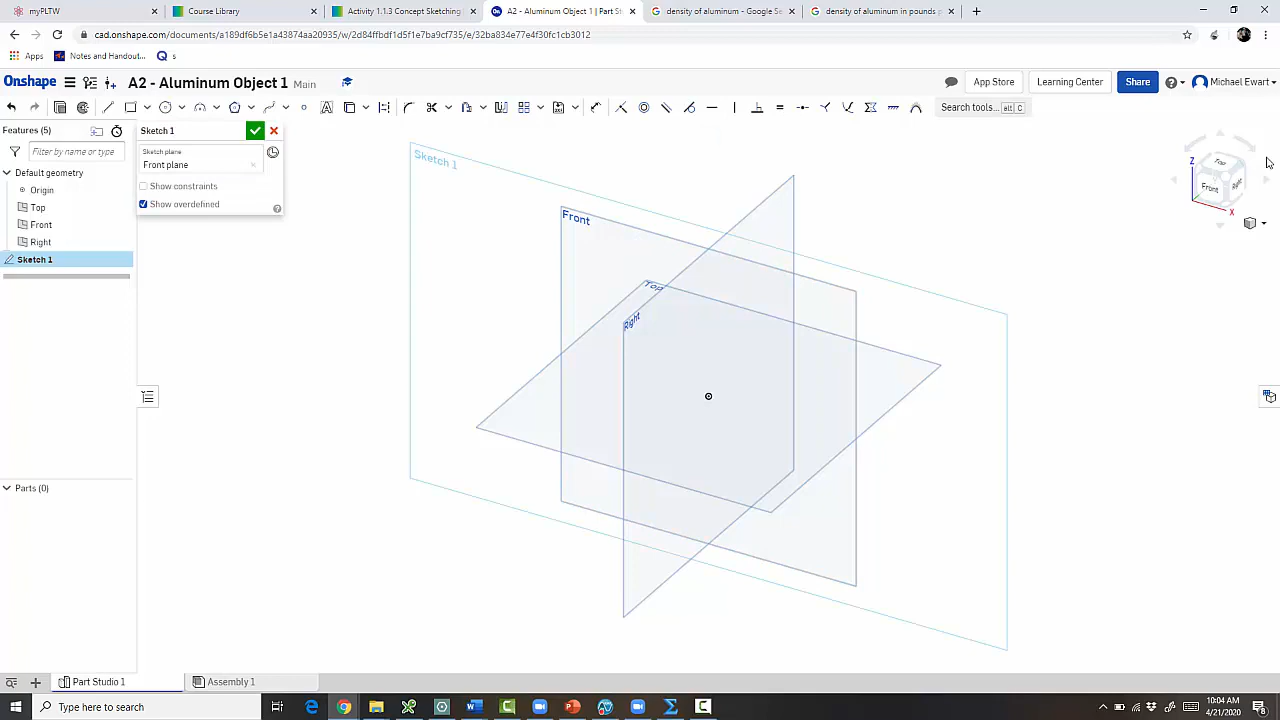 myPLTW
Course Library
Activity 1.1.3 Concept Sketching
A2 - Aluminum Object 1 | Part St
density of aluminum - Google Se
density of aluminum in pounds p
cad.onshape.com/documents/a189df6b5e1a43874aa20935/w/2d84ffbdf1d5f1e7ba9cf735/e/32ba834e77e4f30fc1cb3012
Apps
Notes and Handout...
s
Onshape
A2 - Aluminum Object 1 Main
App Store
Learning Center
Share
Michael Ewart
Search tools... alt C
Features (5)
Filter by name or type
Default geometry
Origin
Top
Front
Right
Sketch 1
Sketch 1
Sketch plane
Front plane
Show constraints
Show overdefined
Sketch 1
Front
Top
Right
Z
Top
Front
Right
X
Parts (0)
Part Studio 1
Assembly 1
Type here to search
10:04 AM
4/21/2020